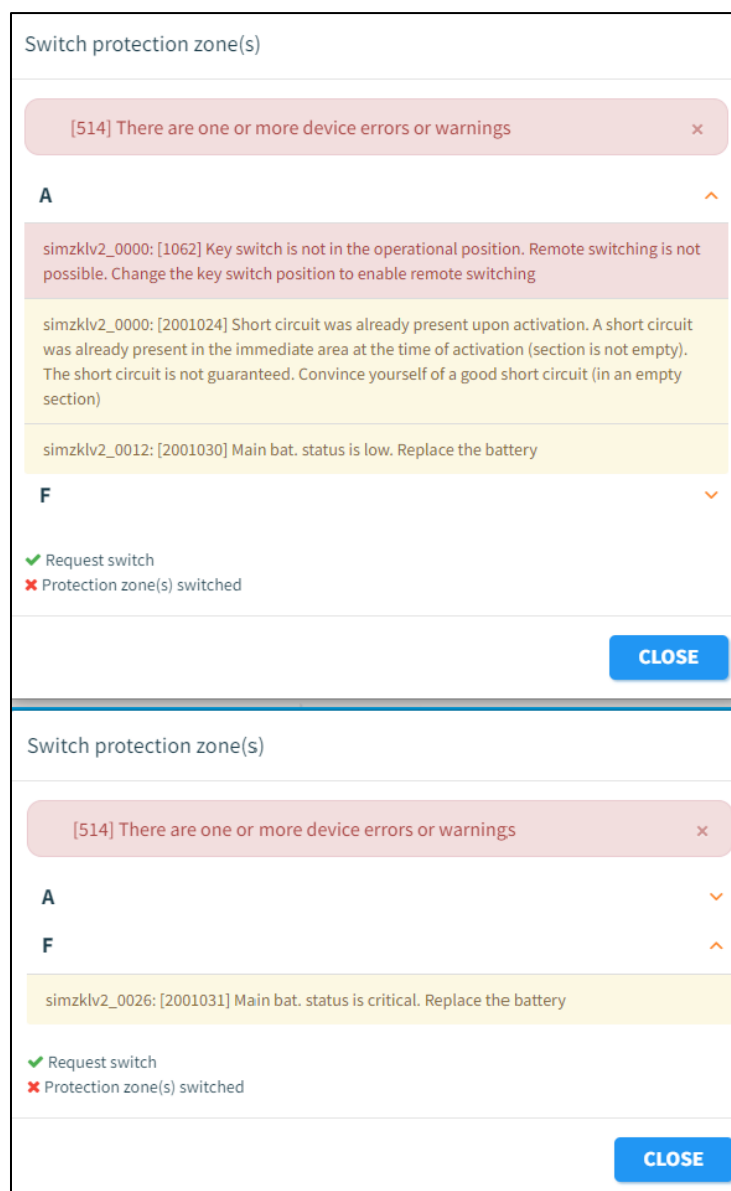 Switch protection zone(s)
[514] There are one or more device errors or warnings ×
A
simzklv2_0000: [1062] Key switch is not in the operational position. Remote switching is not
possible. Change the key switch position to enable remote switching
simzklv2_0000: [2001024] Short circuit was already present upon activation. A short circuit
was already present in the immediate area at the time of activation (section is not empty).
The short circuit is not guaranteed. Convince yourself of a good short circuit (in an empty
section)
simzklv2_0012: [2001030] Main bat. status is low. Replace the battery
F
Request switch
Protection zone(s) switched
CLOSE
Switch protection zone(s)
[514] There are one or more device errors or warnings ×
A
F
simzklv2_0026: [2001031] Main bat. status is critical. Replace the battery
Request switch
Protection zone(s) switched
CLOSE